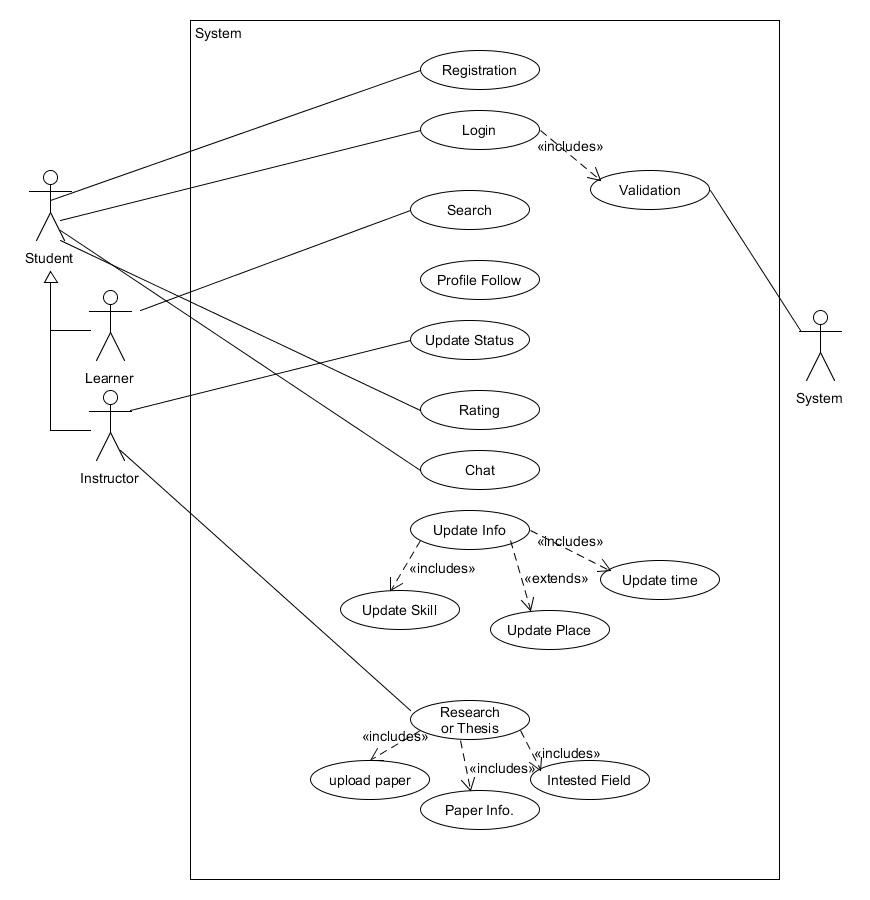 System
Registration
Login
«includes»
Validation
Search
Student
Profile Follow
Update Status
Learner
System
Rating
Chat
Instructor
Update Info
«includes»
«includes»
«extends»
Update time
Update Skill
Update Place
Research
or Thesis
«includes»
«includes»
«includes»
upload paper
Intested Field
Paper Info.